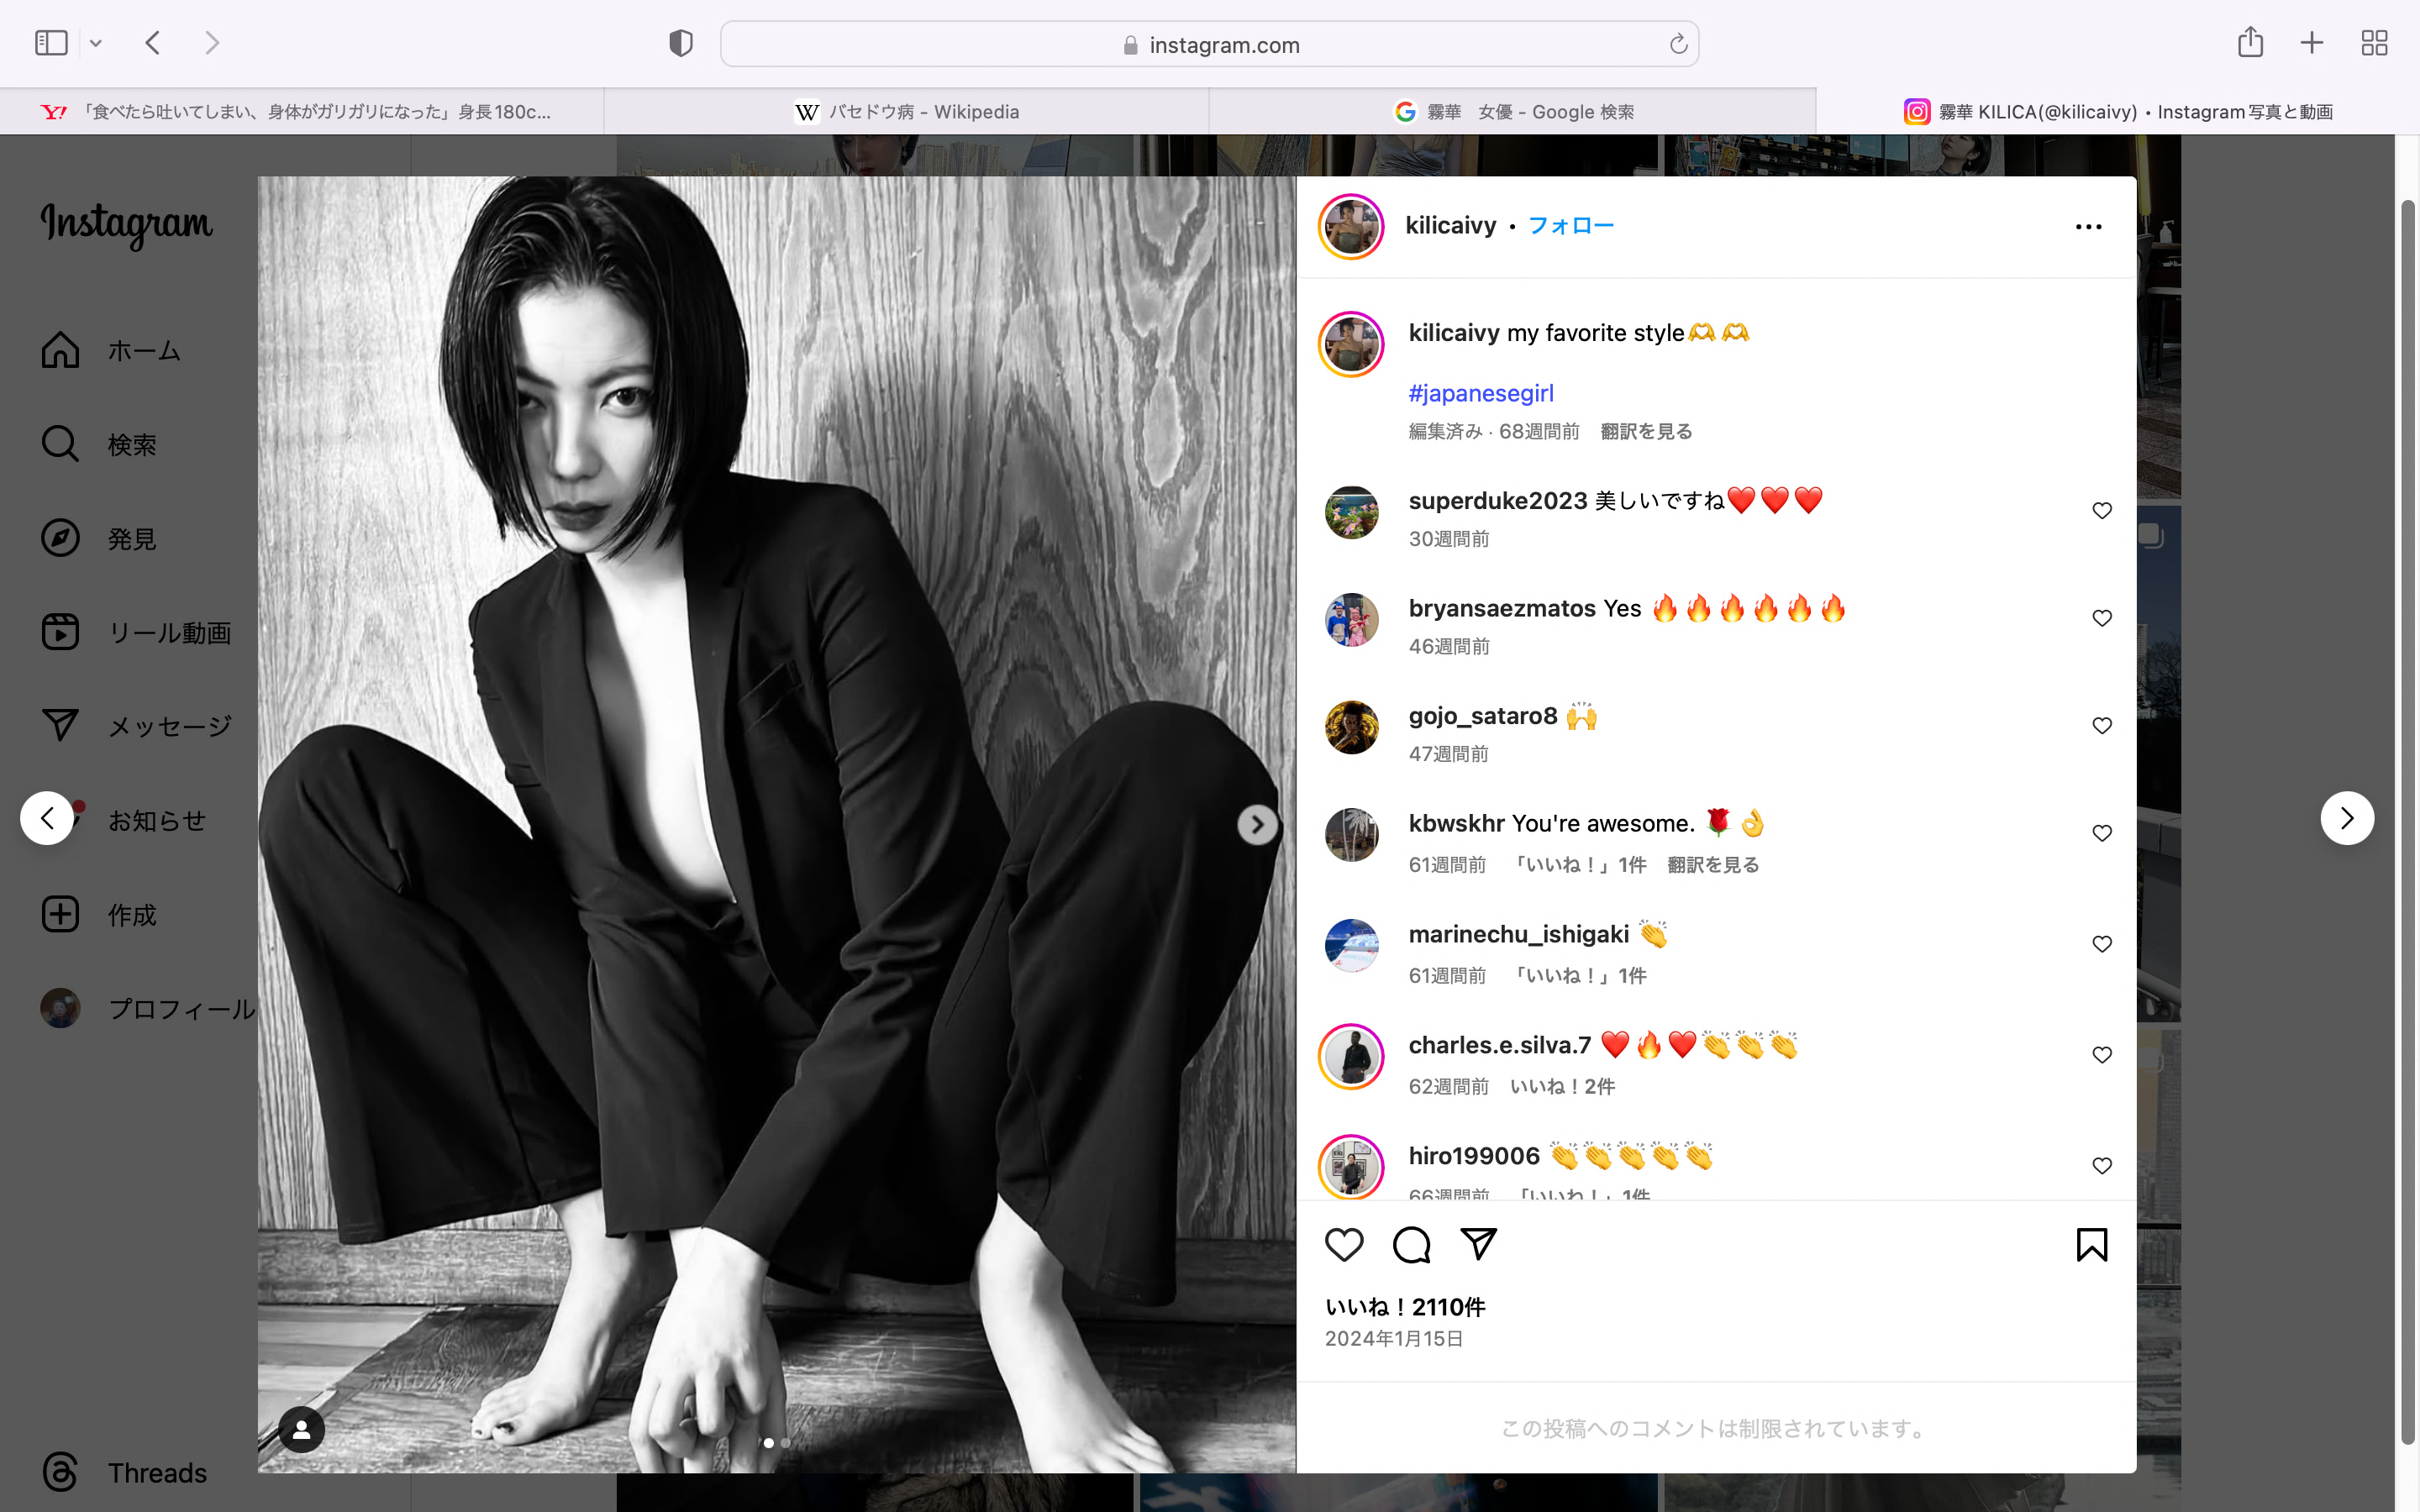 instagram.com
「食べたら吐いてしまい、身体がガリガリになった」身長180c...
バセドウ病 - Wikipedia
霧華　女優 - Google 検索
霧華 KILICA(@kilicaivy) • Instagram写真と動画
Instagram
ホーム
検索
発見
リール動画
メッセージ
お知らせ
作成
プロフィール
Threads
kilicaivy • フォロー
kilicaivy my favorite style🫶🫶
#japanesegirl
編集済み · 68週間前 翻訳を見る
superduke2023 美しいですね❤️❤️❤️
30週間前
bryansaezmatos Yes 🔥🔥🔥🔥🔥🔥
46週間前
gojo_sataro8 🙌
47週間前
kbwskhr You're awesome. 🌹👌
61週間前 「いいね！」1件 翻訳を見る
marinechu_ishigaki 👏
61週間前 「いいね！」1件
charles.e.silva.7 ❤️🔥❤️👏👏👏
62週間前 いいね！2件
hiro199006 👏👏👏👏👏
66週間前 「いいね！」1件
いいね！2110件
2024年1月15日
この投稿へのコメントは制限されています。